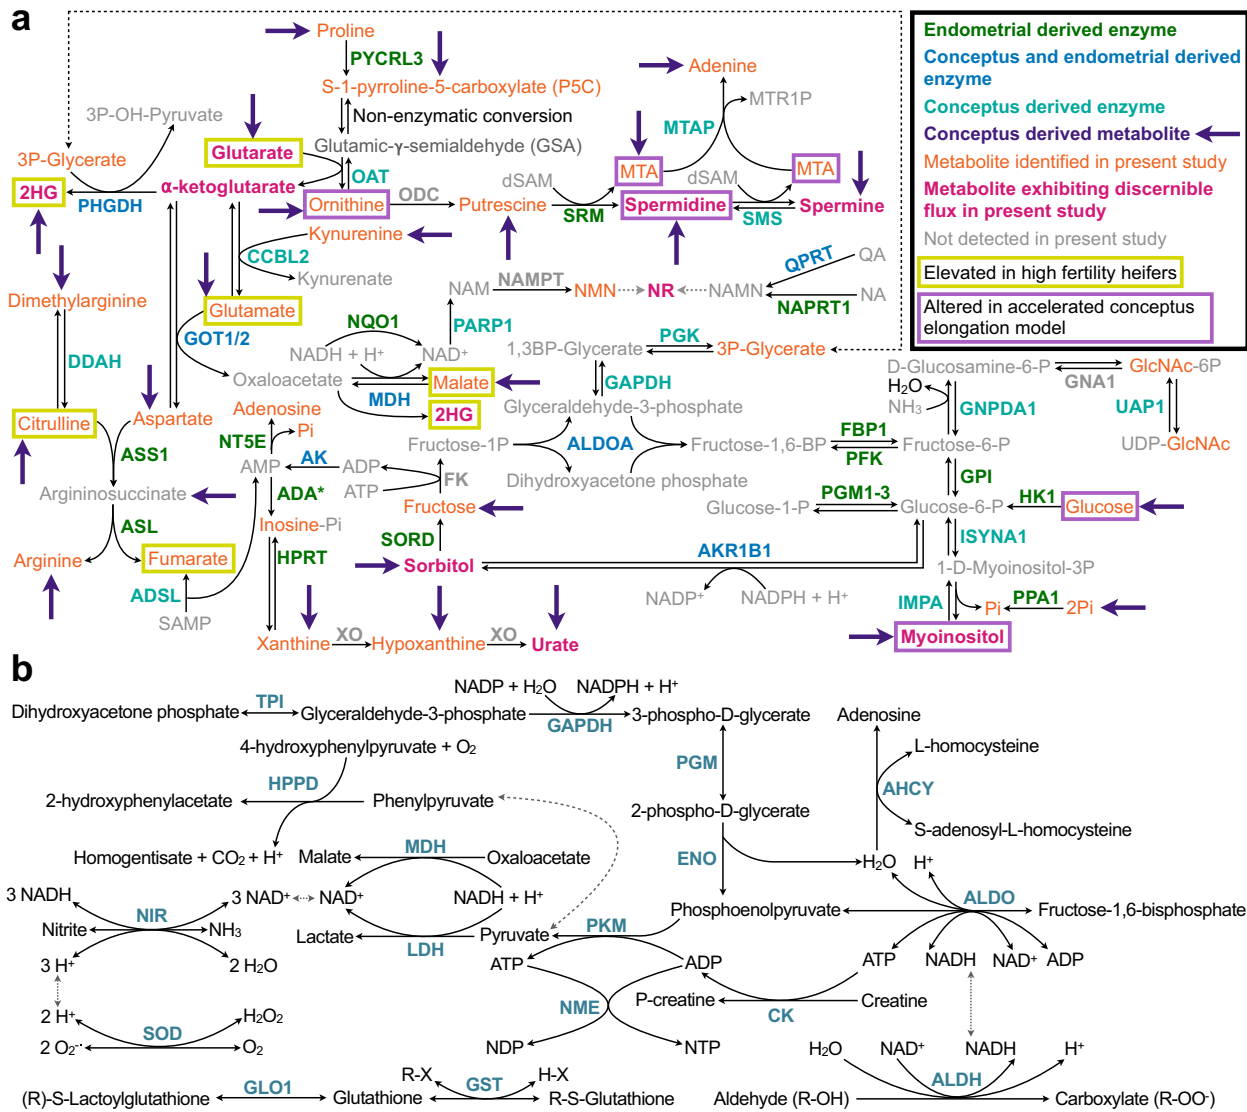 a
Proline
PYCRL3
S-1-pyrroline-5-carboxylate (P5C)
Non-enzymatic conversion
Glutamic-γ-semialdehyde (GSA)
3P-OH-Pyruvate
3P-Glycerate
Glutarate
2HG
PHGDH
α-ketoglutarate
OAT
Ornithine
ODC
Putrescine
dSAM
SRM
MTA
Spermidine
dSAM
SMS
MTA
Spermine
Adenine
MTR1P
MTAP
Kynurenine
CCBL2
Kynurenate
Dimethylarginine
Glutamate
GOT1/2
DDAH
NAM
NAMPT
NMN
NR
NAMN
QPRT
QA
NAPRT1
NA
NQO1
PARP1
NADH + H⁺
NAD⁺
Oxaloacetate
MDH
Malate
2HG
1,3BP-Glycerate
PGK
3P-Glycerate
GAPDH
Glyceraldehyde-3-phosphate
Fructose-1P
ALDOA
Dihydroxyacetone phosphate
Fructose-1,6-BP
FBP1
PFK
Fructose-6-P
D-Glucosamine-6-P
GNA1
GlcNAc-6P
H₂O
NH₃
GNPDA1
UAP1
UDP-GlcNAc
GPI
Citrulline
Aspartate
ASS1
Argininosuccinate
ASL
Arginine
Fumarate
ADSL
SAMP
Adenosine
Pi
NT5E
AMP
AK
ADP
ATP
FK
ADA*
Inosine-Pi
HPRT
Xanthine
XO
Hypoxanthine
XO
Urate
Fructose
SORD
Sorbitol
AKR1B1
NADP⁺
NADPH + H⁺
Glucose-1-P
PGM1-3
Glucose-6-P
HK1
Glucose
ISYNA1
1-D-Myoinositol-3P
IMPA
Pi
PPA1
2Pi
Myoinositol
Endometrial derived enzyme
Conceptus and endometrial derived
enzyme
Conceptus derived enzyme
Conceptus derived metabolite
Metabolite identified in present study
Metabolite exhibiting discernible
flux in present study
Not detected in present study
Elevated in high fertility heifers
Altered in accelerated conceptus
elongation model
b
Dihydroxyacetone phosphate
TPI
Glyceraldehyde-3-phosphate
NADP + H₂O
NADPH + H⁺
GAPDH
3-phospho-D-glycerate
Adenosine
4-hydroxyphenylpyruvate + O₂
HPPD
2-hydroxyphenylacetate
Phenylpyruvate
Homogentisate + CO₂ + H⁺
PGM
2-phospho-D-glycerate
L-homocysteine
AHCY
S-adenosyl-L-homocysteine
Malate
MDH
Oxaloacetate
ENO
H₂O
H⁺
3 NADH
3 NAD⁺
NAD⁺
NADH + H⁺
NIR
Nitrite
NH₃
3 H⁺
2 H₂O
Lactate
LDH
Pyruvate
PKM
Phosphoenolpyruvate
ALDO
Fructose-1,6-bisphosphate
ATP
ADP
ATP
NADH
NAD⁺
ADP
P-creatine
CK
Creatine
NME
NDP
NTP
2 H⁺
H₂O₂
SOD
2 O₂⁻·
O₂
H₂O
NAD⁺
NADH
H⁺
ALDH
Aldehyde (R-OH)
Carboxylate (R-OO⁻)
(R)-S-Lactoylglutathione
GLO1
Glutathione
R-X
H-X
GST
R-S-Glutathione